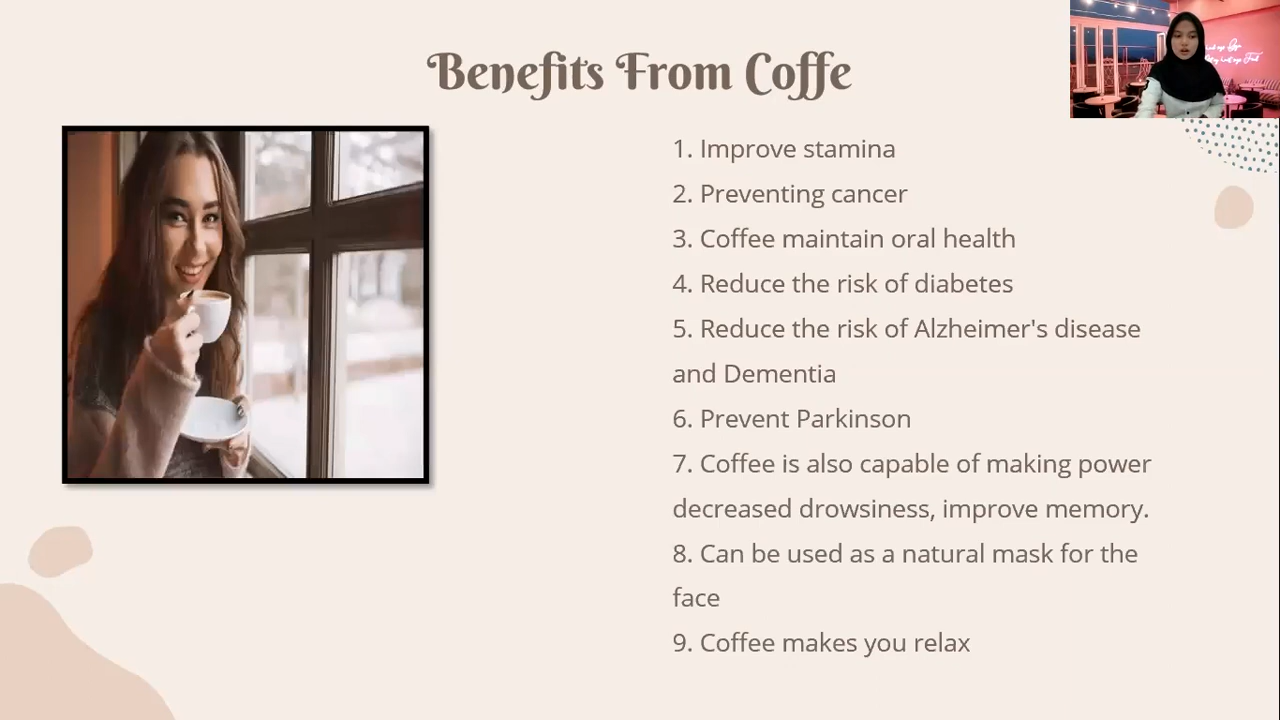 Benefits From Coffe
1. Improve stamina
2. Preventing cancer
3. Coffee maintain oral health
4. Reduce the risk of diabetes
5. Reduce the risk of Alzheimer's disease
and Dementia
6. Prevent Parkinson
7. Coffee is also capable of making power
decreased drowsiness, improve memory.
8. Can be used as a natural mask for the
face
9. Coffee makes you relax